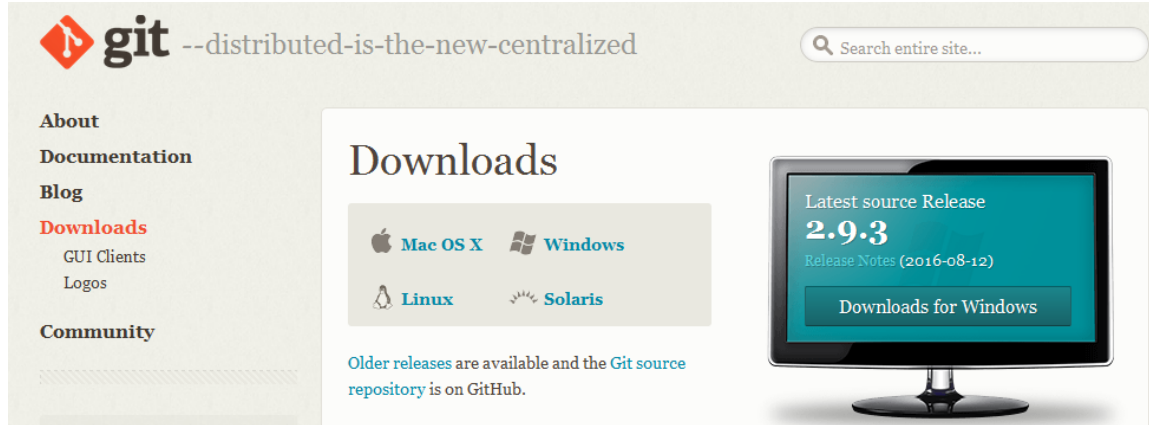 git --distributed-is-the-new-centralized
Search entire site...
About
Documentation
Blog
Downloads
GUI Clients
Logos
Community
Downloads
Mac OS X
Windows
Linux
Solaris
Older releases are available and the Git source
repository is on GitHub.
Latest source Release
2.9.3
Release Notes (2016-08-12)
Downloads for Windows